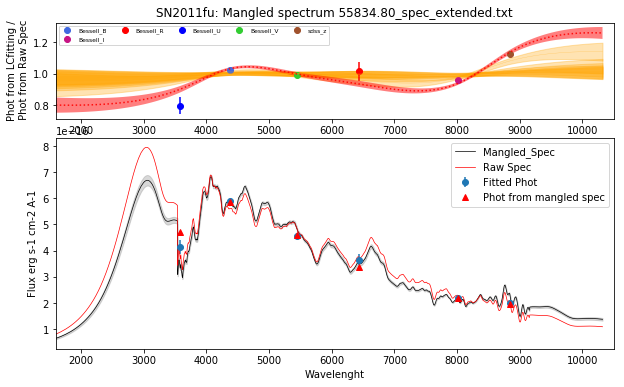 SN2011fu: Mangled spectrum 55834.80_spec_extended.txt
Phot from LCfitting /
Phot from Raw Spec
1.2
1.0
0.8
Bessell_B
Bessell_R
Bessell_U
Bessell_V
sdss_z
Bessell_I
2000 3000 4000 5000 6000 7000 8000 9000 10000
1e−16
Flux erg s-1 cm-2 A-1
8
7
6
5
4
3
2
1
Mangled_Spec
Raw Spec
Fitted Phot
Phot from mangled spec
2000 3000 4000 5000 6000 7000 8000 9000 10000
Wavelenght